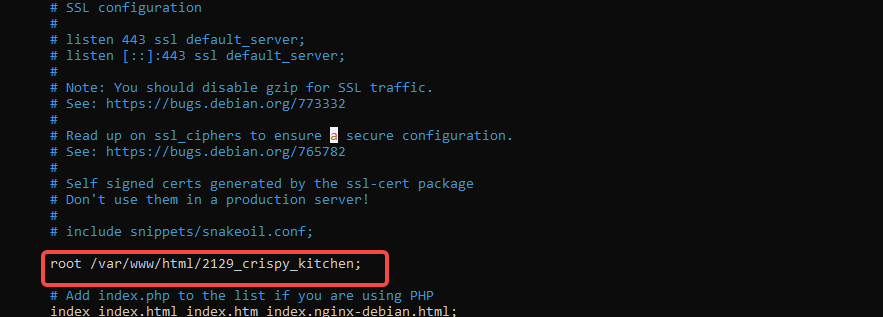 # SSL configuration
#
# listen 443 ssl default_server;
# listen [::]:443 ssl default_server;
#
# Note: You should disable gzip for SSL traffic.
# See: https://bugs.debian.org/773332
#
# Read up on ssl_ciphers to ensure a secure configuration.
# See: https://bugs.debian.org/765782
#
# Self signed certs generated by the ssl-cert package
# Don't use them in a production server!
#
# include snippets/snakeoil.conf;
root /var/www/html/2129_crispy_kitchen;
# Add index.php to the list if you are using PHP
index index.html index.htm index.nginx-debian.html;